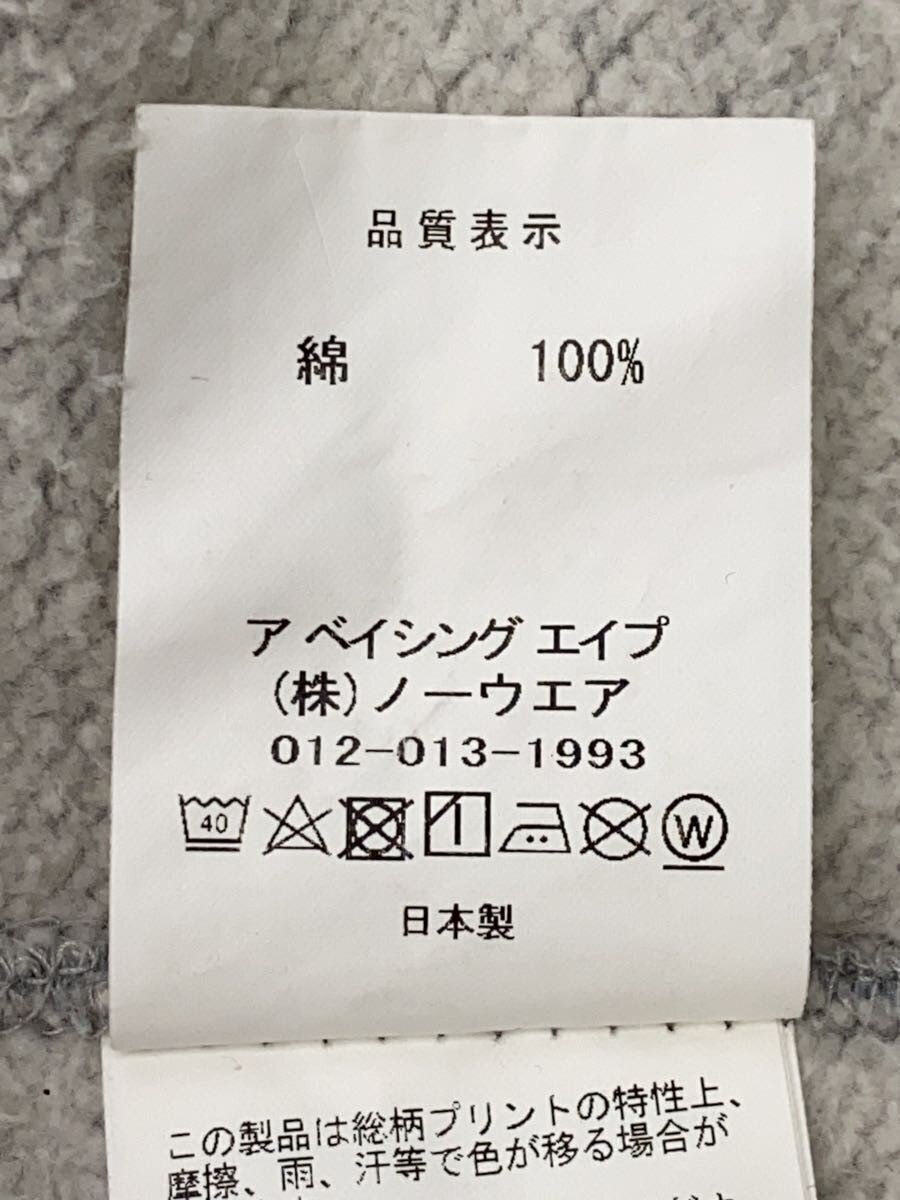 品質表示
綿 100%
ア ベイシング エイプ
(株)ノーウエア
012-013-1993
40 W
日本製
この製品は総柄プリントの特性上、
摩擦、雨、汗等で色が移る場合が